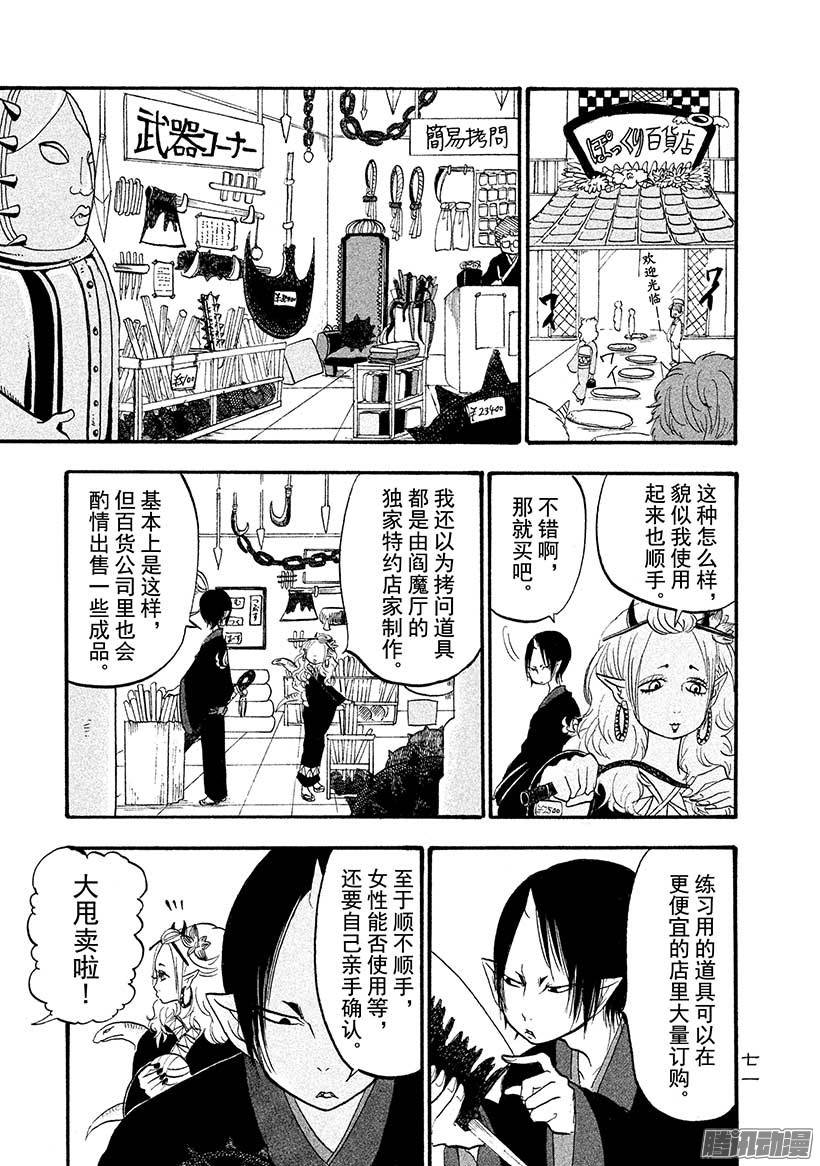 ぽっくり百貨店
欢迎光临
ワイ
ワイ
武器コーナー
簡易拷問
¥500
¥23400
这种怎么样，
貌似我使用
起来也顺手。
不错啊，
那就买吧。
¥2500
我还以为拷问道具
都是由阎魔厅的
独家特约店家制作。
基本上是这样，
但百货公司里也会
酌情出售一些成品。
练习用的道具可以在
更便宜的店里大量订购。
至于顺不顺手，
女性能否使用等，
还要自己亲手确认。
大甩卖啦！
七一
腾讯动漫